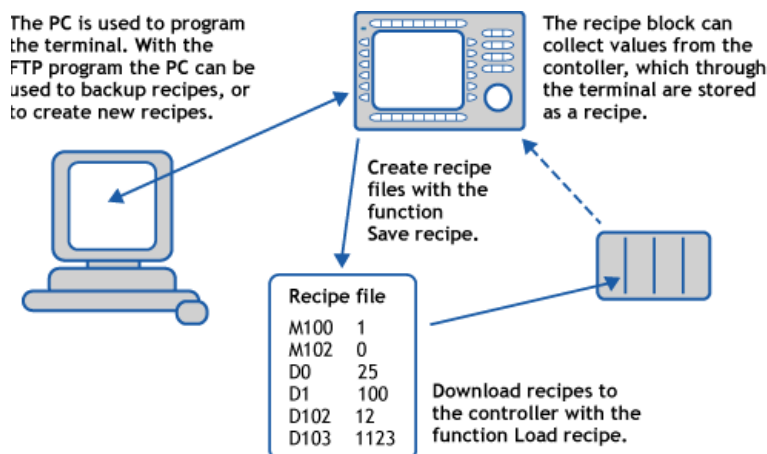 The PC is used to program
the terminal. With the
FTP program the PC can be
used to backup recipes, or
to create new recipes.
The recipe block can
collect values from the
contoller, which through
the terminal are stored
as a recipe.
Create recipe
files with the
function
Save recipe.
Recipe file
M100 1
M102 0
D0 25
D1 100
D102 12
D103 1123
Download recipes to
the controller with the
function Load recipe.